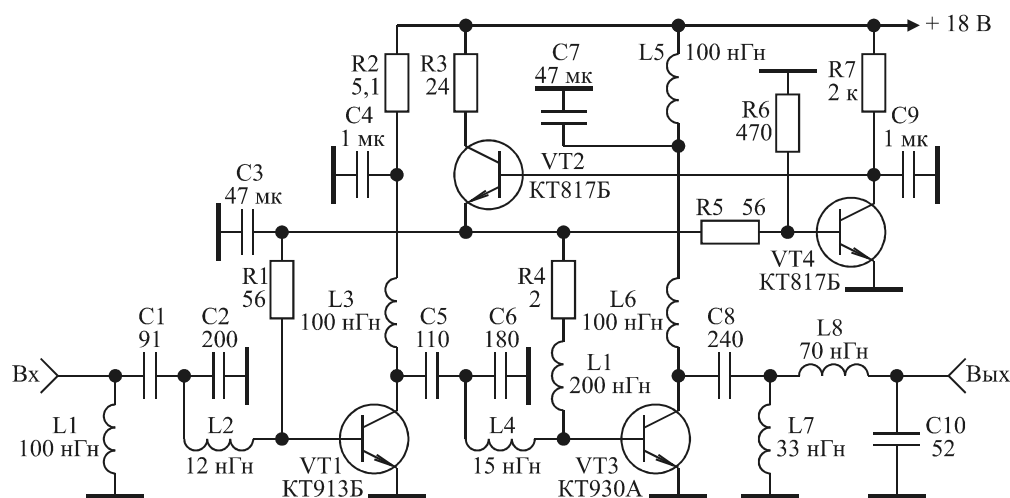 + 18 В
R2
5,1
R3
24
C7
47 мк
L5
100 нГн
R7
2 к
R6
470
C4
1 мк
C9
1 мк
C3
47 мк
VT2
КТ817Б
R5 56
VT4
КТ817Б
R1
56
L3
100 нГн
R4
2
L6
100 нГн
C1
91
C2
200
C5
110
C6
180
L1
200 нГн
C8
240
L8
70 нГн
Вх
Вых
L1
100 нГн
L2
12 нГн
VT1
КТ913Б
L4
15 нГн
VT3
КТ930А
L7
33 нГн
C10
52